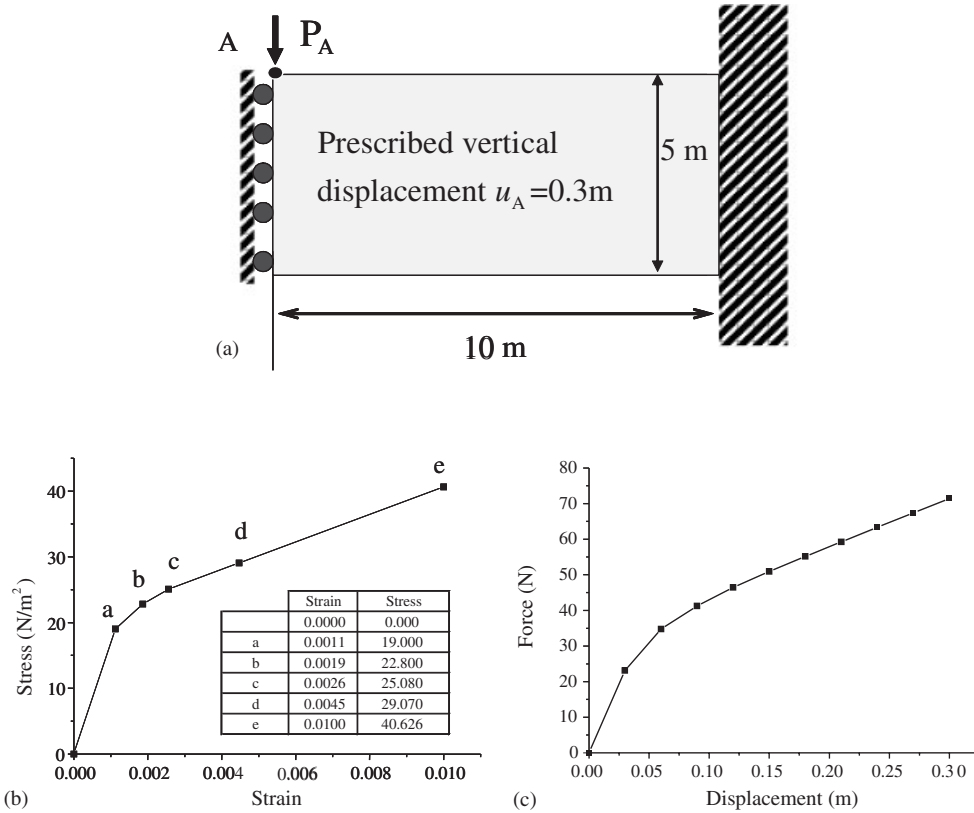 A
P_A
Prescribed vertical
displacement u_A =0.3m
5 m
10 m
(a)
Stress (N/m²)
40
30
20
10
0
0.000 0.002 0.004 0.006 0.008 0.010
Strain
a
b
c
d
e
Strain Stress
0.0000 0.000
a 0.0011 19.000
b 0.0019 22.800
c 0.0026 25.080
d 0.0045 29.070
e 0.0100 40.626
(b)
Force (N)
80
70
60
50
40
30
20
10
0
0.00 0.05 0.10 0.15 0.20 0.25 0.30
Displacement (m)
(c)